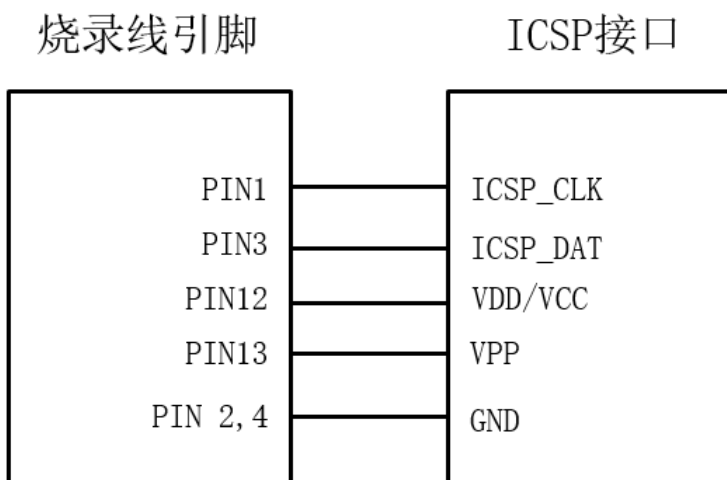 烧录线引脚 ICSP接口
PIN1 ICSP_CLK
PIN3 ICSP_DAT
PIN12 VDD/VCC
PIN13 VPP
PIN 2,4 GND